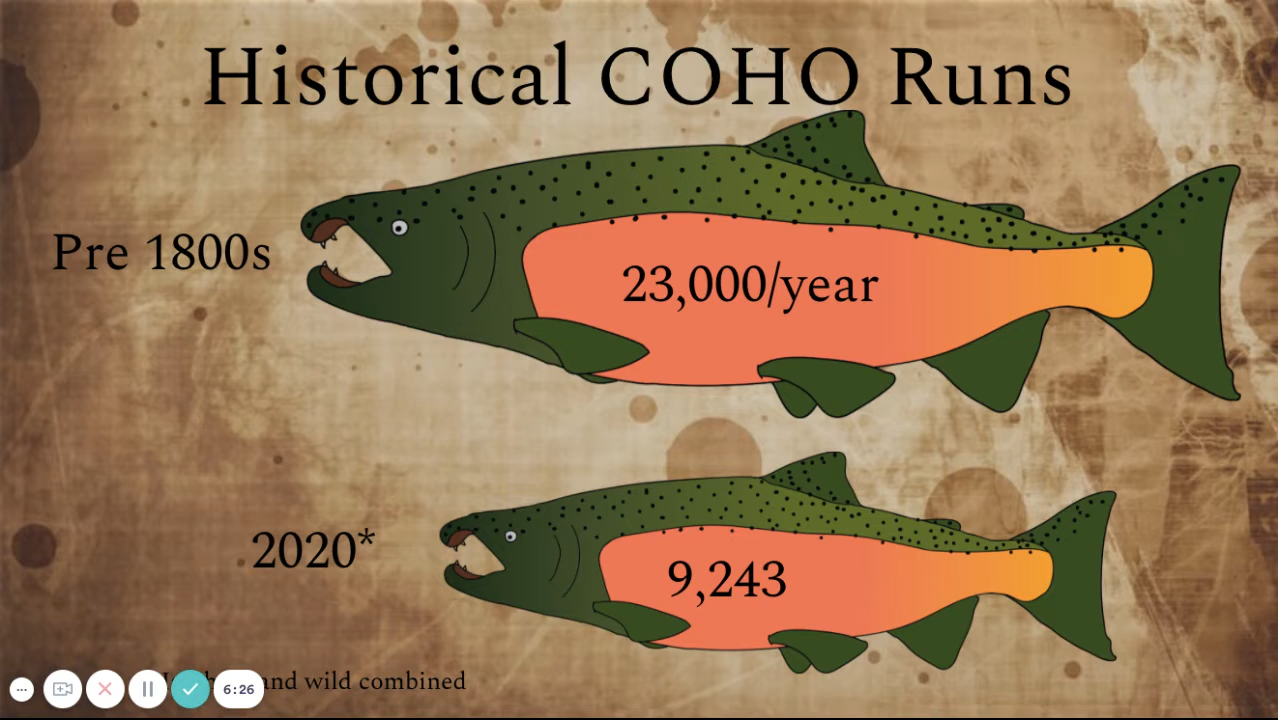 Historical COHO Runs
Pre 1800s
23,000/year
2020*
9,243
and wild combined
6:26